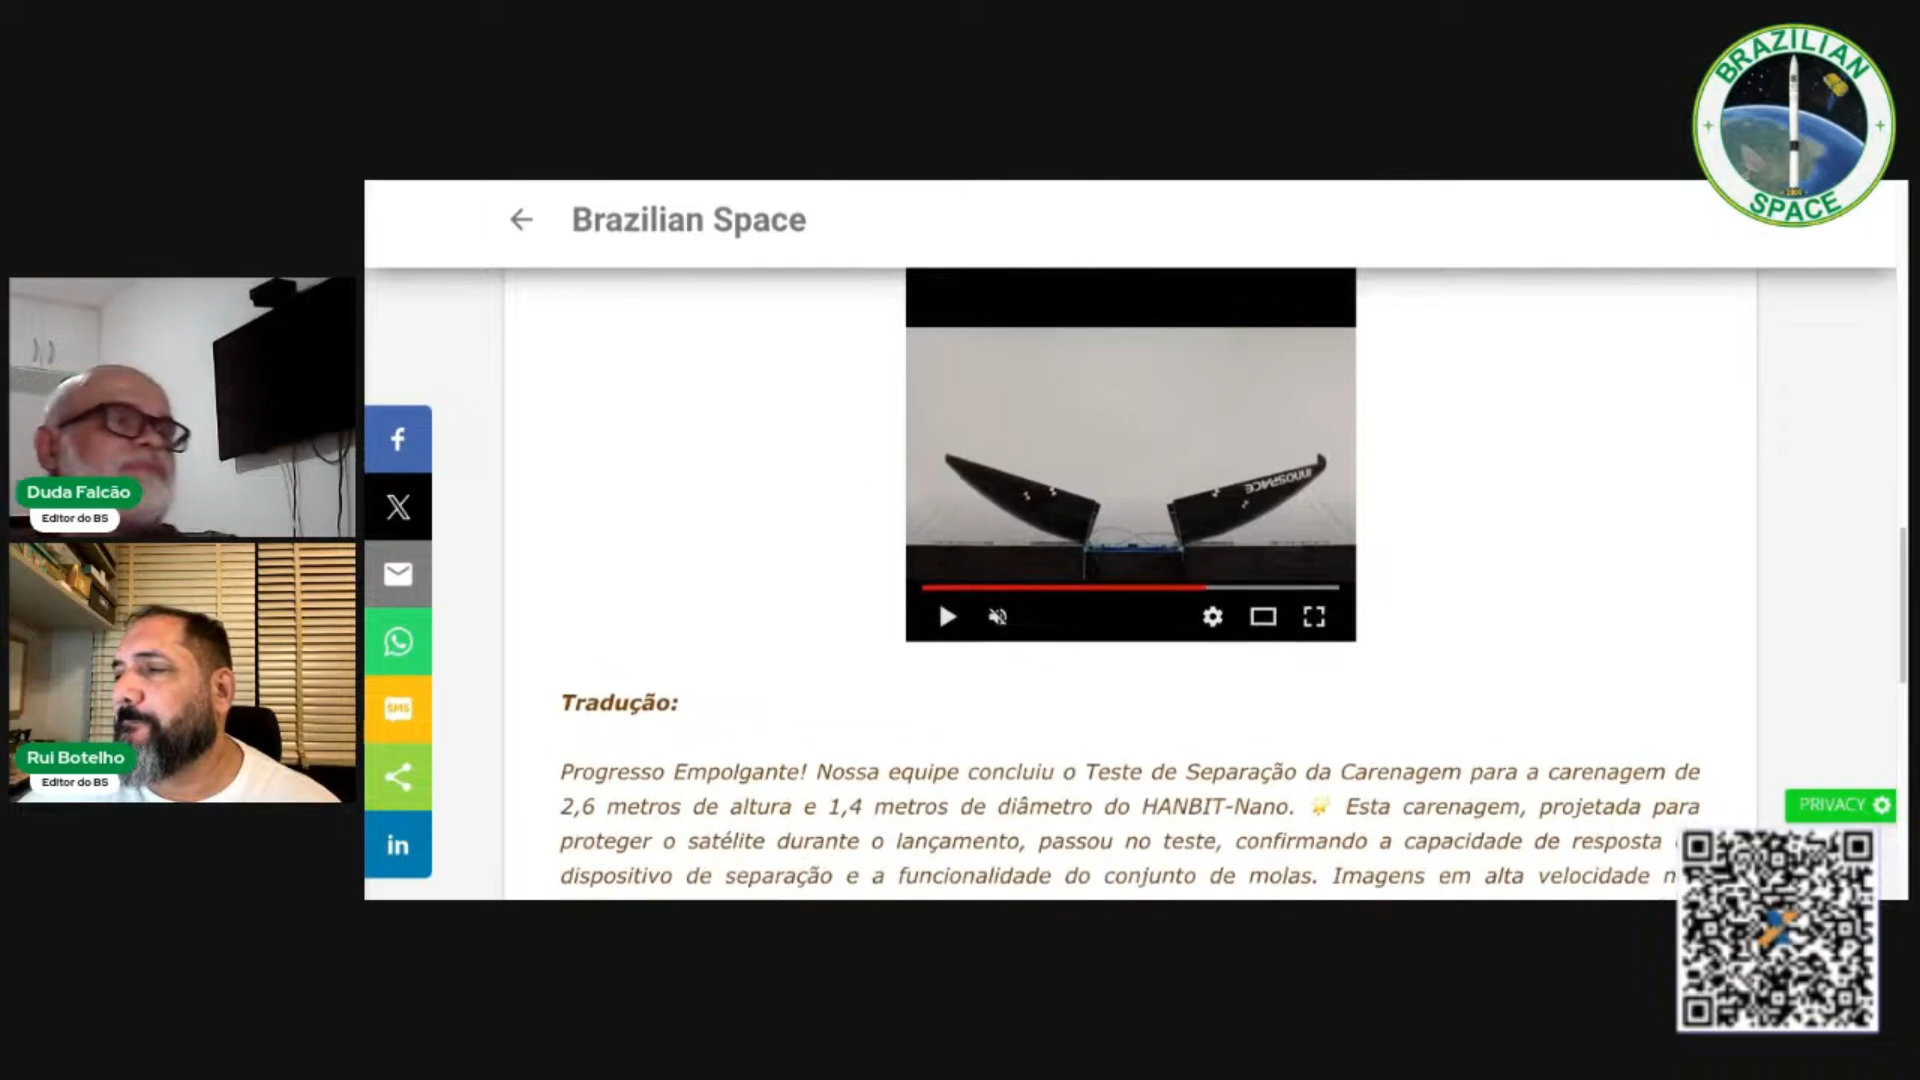 BRAZILIAN
SPACE
Brazilian Space
INNOSPACE
Duda Falcão
Editor do BS
Rui Botelho
Editor do BS
f
X
SMS
in
Tradução:
Progresso Empolgante! Nossa equipe concluiu o Teste de Separação da Carenagem para a carenagem de
2,6 metros de altura e 1,4 metros de diâmetro do HANBIT-Nano. Esta carenagem, projetada para
proteger o satélite durante o lançamento, passou no teste, confirmando a capacidade de resposta
dispositivo de separação e a funcionalidade do conjunto de molas. Imagens em alta velocidade
PRIVACY